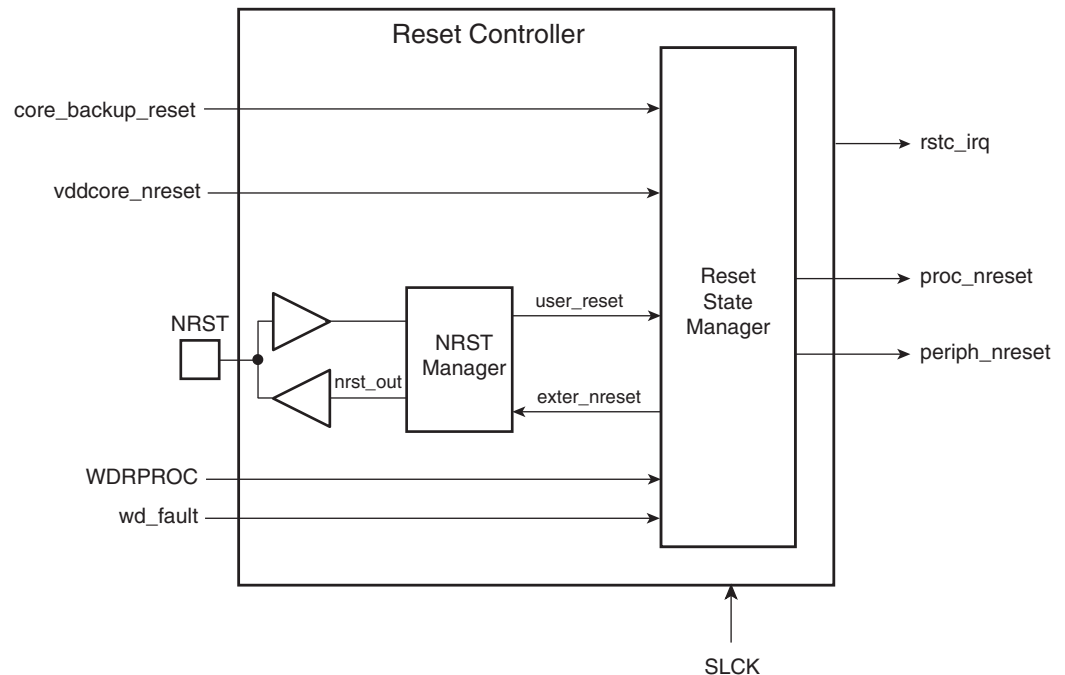 Reset Controller
core_backup_reset
rstc_irq
vddcore_nreset
Reset
State
Manager
proc_nreset
user_reset
NRST
NRST
Manager
periph_nreset
nrst_out
exter_nreset
WDRPROC
wd_fault
SLCK